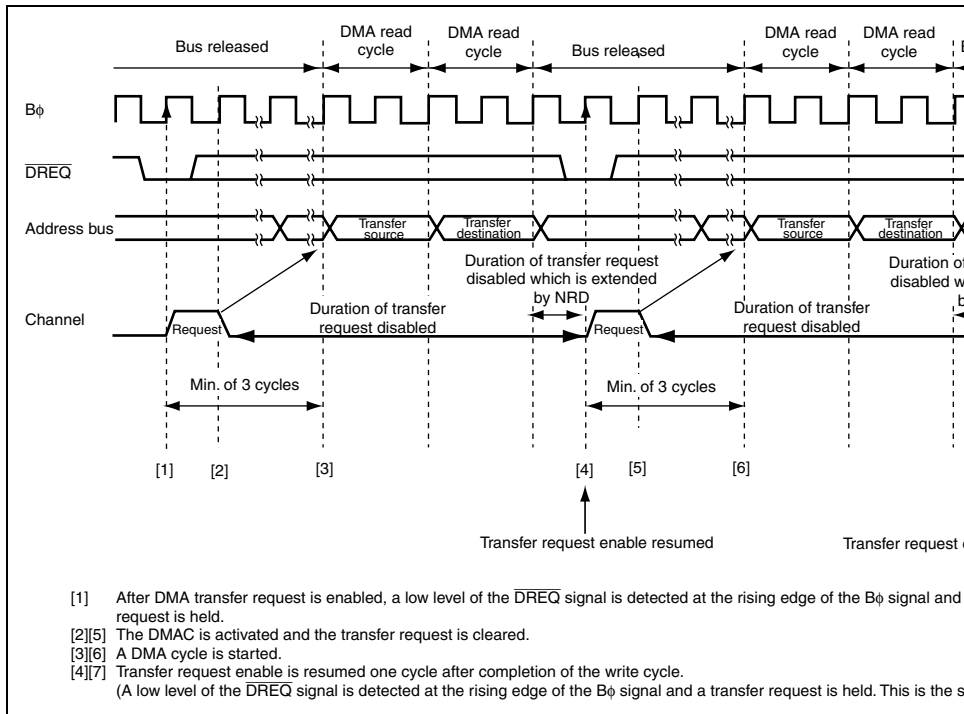 DMA read cycle
DMA read cycle
DMA read cycle
DMA read cycle
Bus released
Bus released
Bϕ
DREQ
Address bus
Transfer source
Transfer destination
Transfer source
Transfer destination
Duration of transfer request disabled which is extended by NRD
Duration of
disabled w
b
Channel
Request
Duration of transfer request disabled
Request
Duration of transfer request disabled
Min. of 3 cycles
Min. of 3 cycles
[1] [2] [3] [4] [5] [6]
Transfer request enable resumed
Transfer request
[1] After DMA transfer request is enabled, a low level of the DREQ signal is detected at the rising edge of the Bϕ signal and
request is held.
[2][5] The DMAC is activated and the transfer request is cleared.
[3][6] A DMA cycle is started.
[4][7] Transfer request enable is resumed one cycle after completion of the write cycle.
(A low level of the DREQ signal is detected at the rising edge of the Bϕ signal and a transfer request is held. This is the s